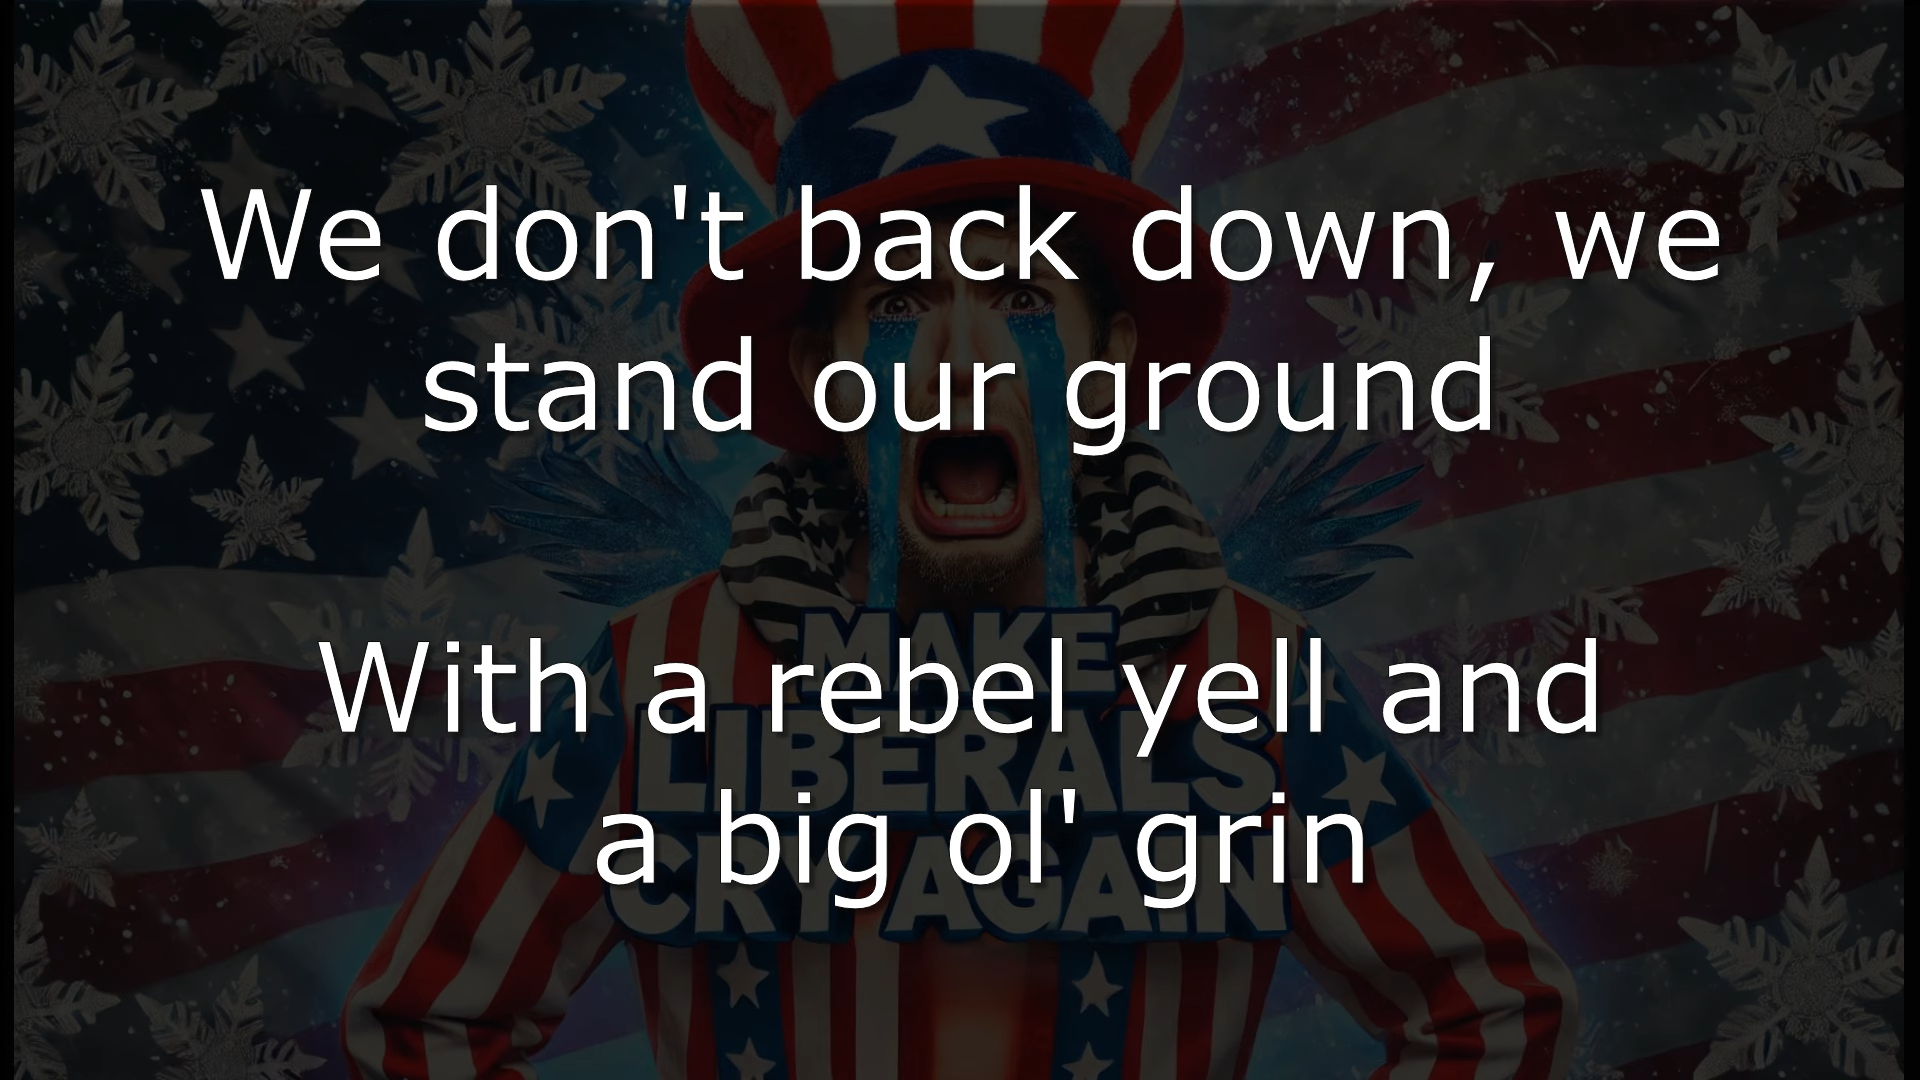 We don't back down, we
stand our ground
With a rebel yell and
a big ol' grin
MAKE
LIBERALS
CRY AGAIN